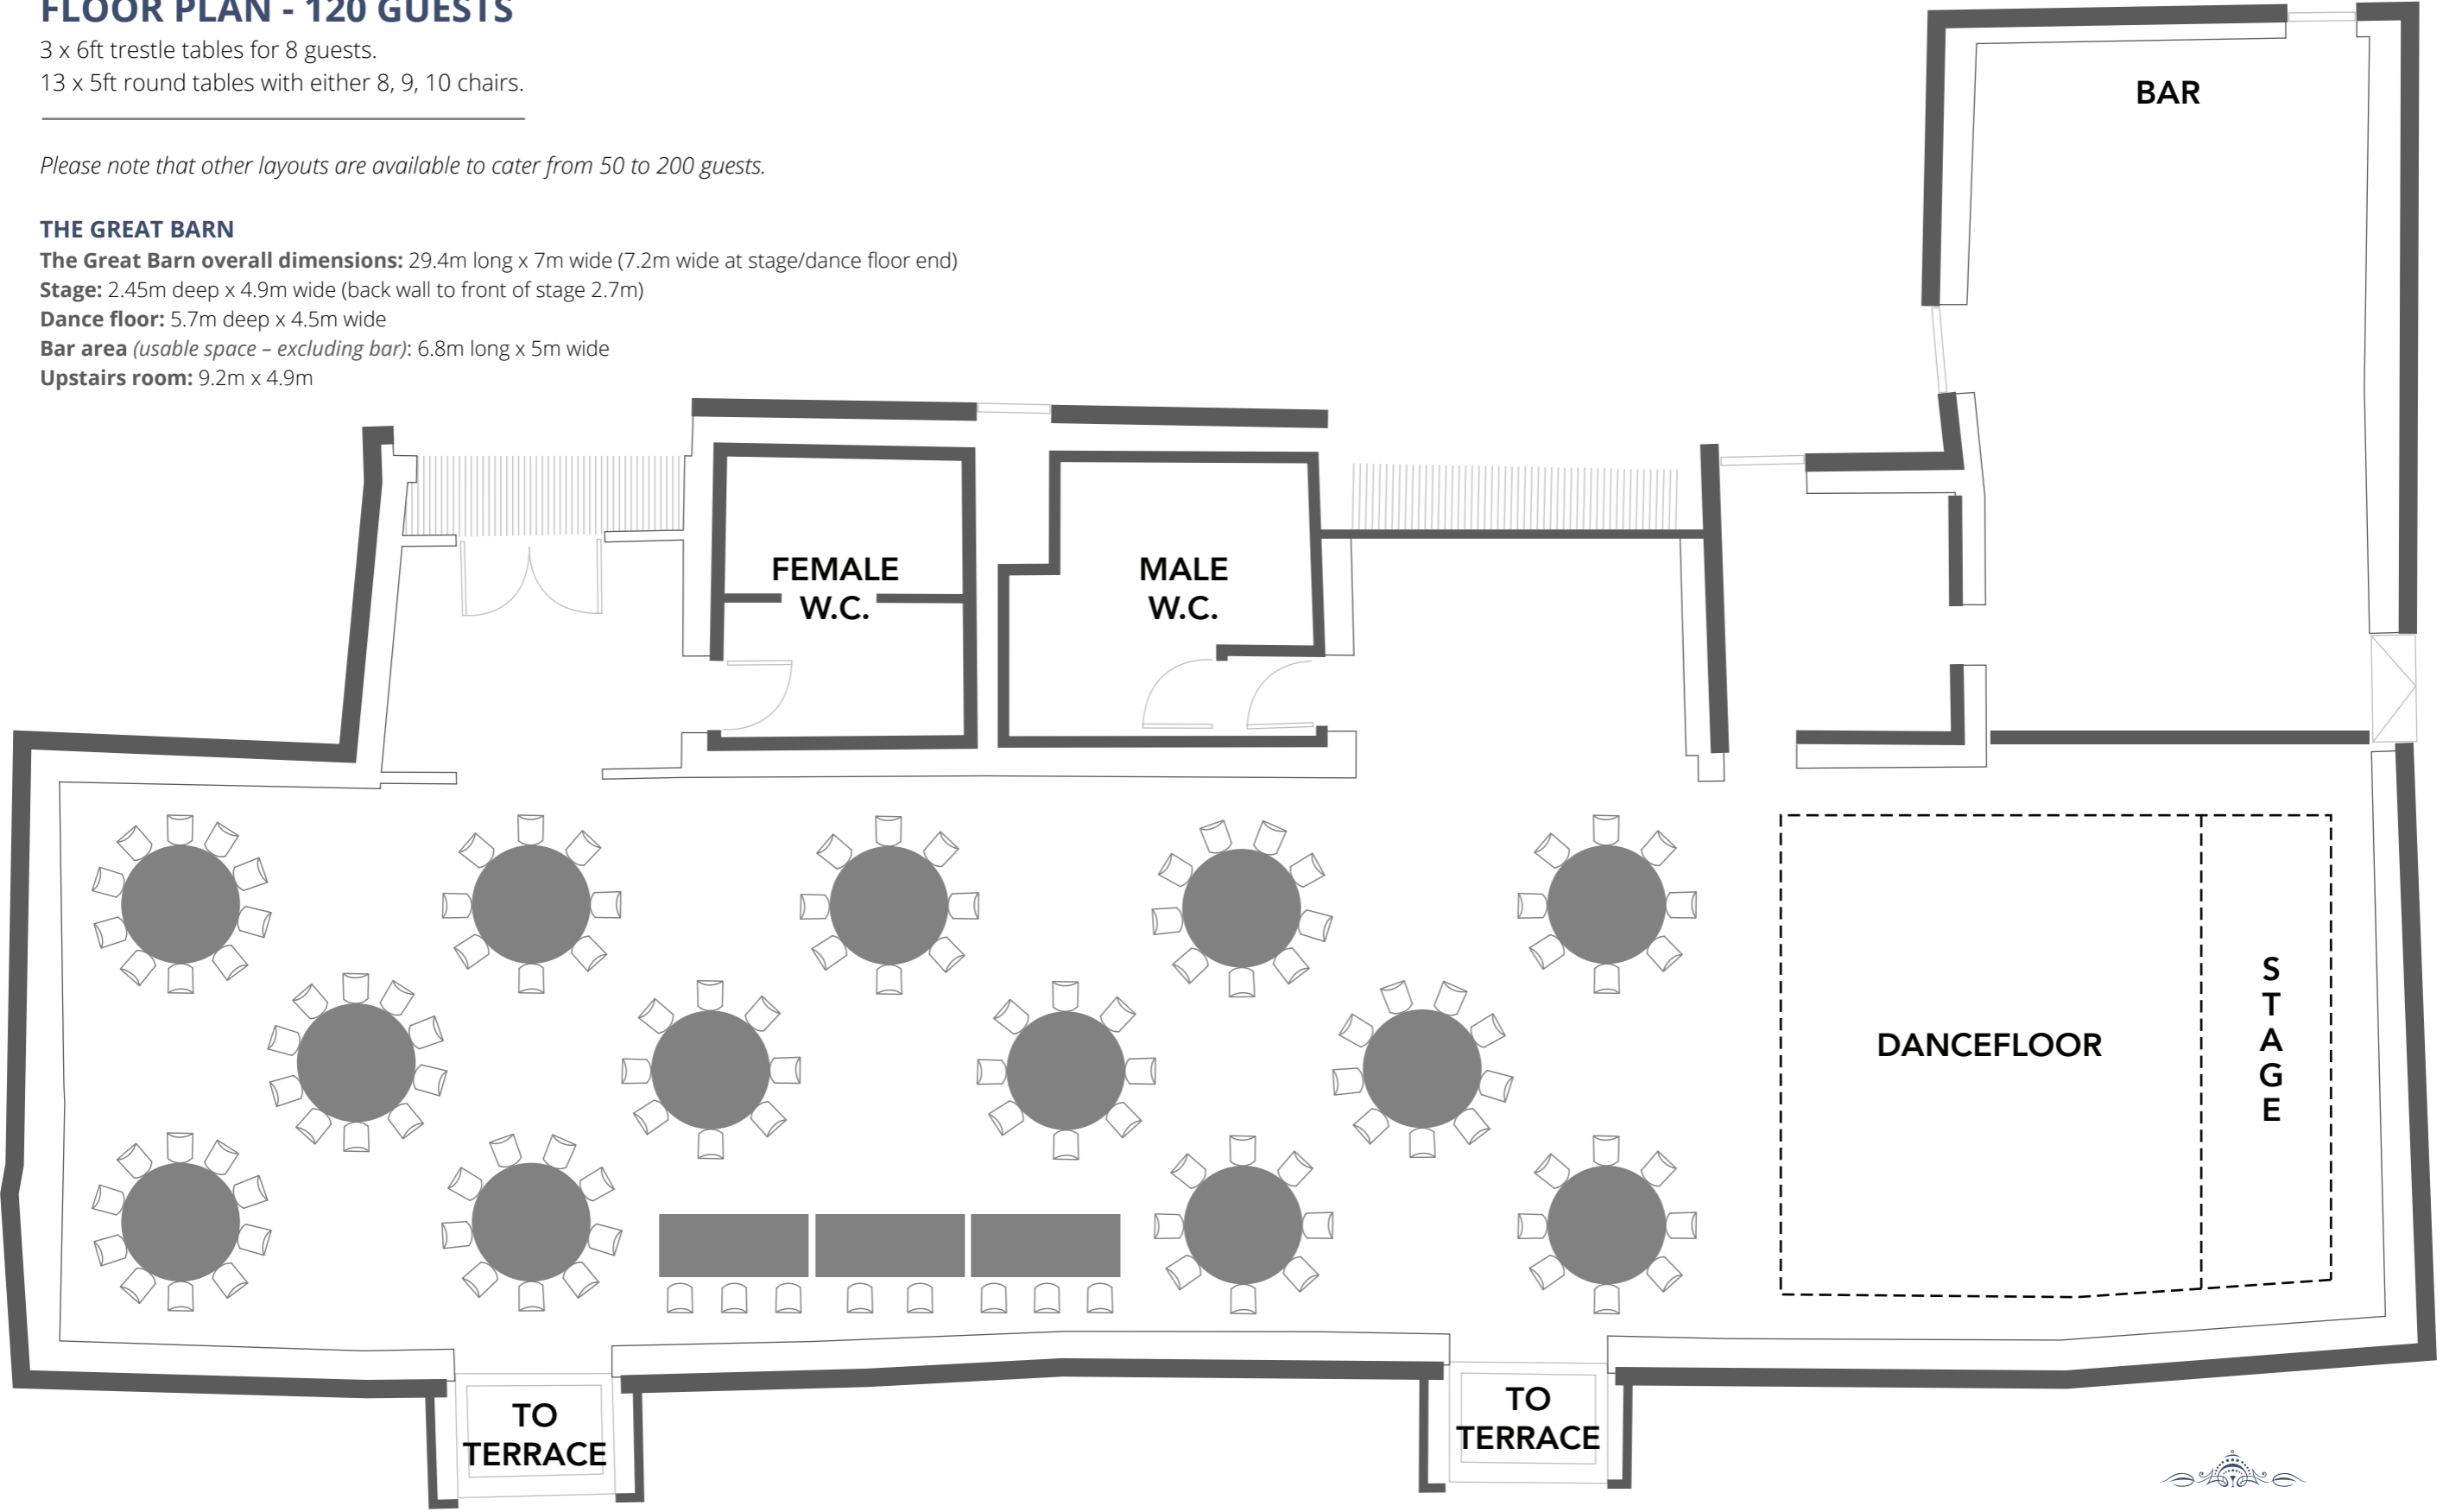 FLOOR PLAN - 120 GUESTS
3 x 6ft trestle tables for 8 guests.
13 x 5ft round tables with either 8, 9, 10 chairs.
Please note that other layouts are available to cater from 50 to 200 guests.
THE GREAT BARN
The Great Barn overall dimensions: 29.4m long x 7m wide (7.2m wide at stage/dance floor end)
Stage: 2.45m deep x 4.9m wide (back wall to front of stage 2.7m)
Dance floor: 5.7m deep x 4.5m wide
Bar area (usable space – excluding bar): 6.8m long x 5m wide
Upstairs room: 9.2m x 4.9m
BAR
FEMALE
W.C.
MALE
W.C.
DANCEFLOOR
S
T
A
G
E
TO
TERRACE
TO
TERRACE